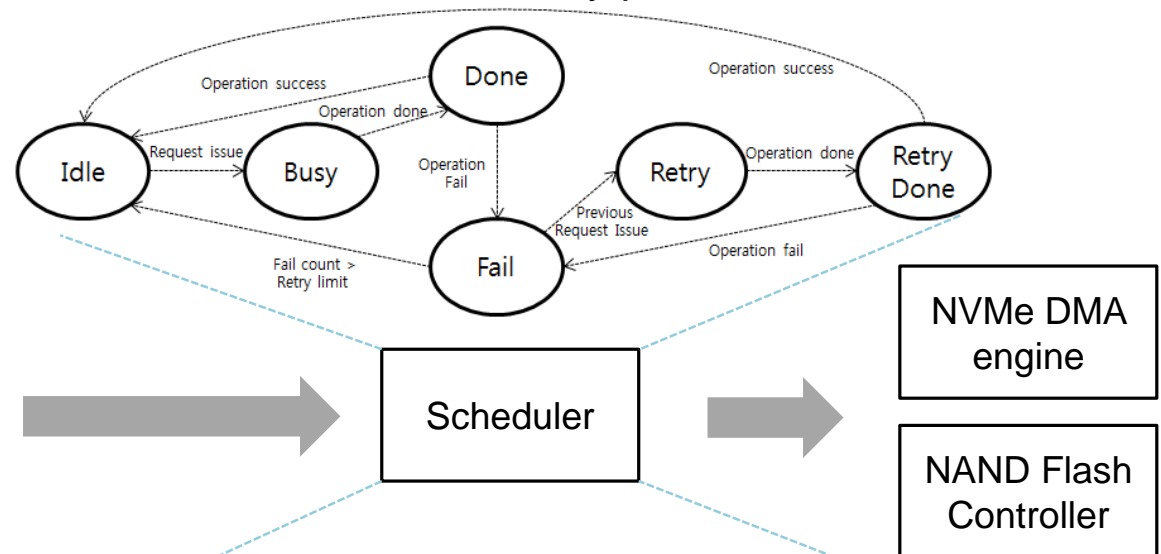 Operation success
Done
Operation success
Operation done
Idle
Request issue
Busy
Operation
Fail
Retry
Operation done
Retry
Done
Previous
Request Issue
Fail
Operation fail
Fail count >
Retry limit
NVMe DMA
engine
Scheduler
NAND Flash
Controller